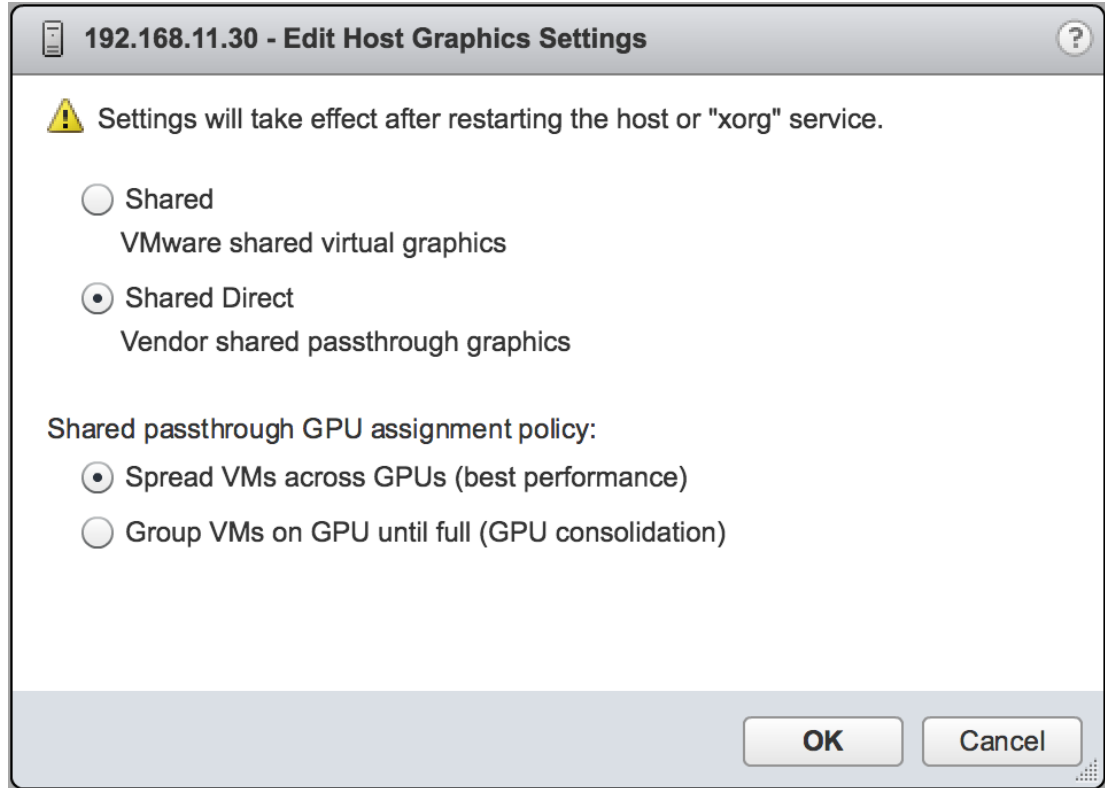 192.168.11.30 - Edit Host Graphics Settings
?
Settings will take effect after restarting the host or "xorg" service.
Shared
VMware shared virtual graphics
Shared Direct
Vendor shared passthrough graphics
Shared passthrough GPU assignment policy:
Spread VMs across GPUs (best performance)
Group VMs on GPU until full (GPU consolidation)
OK Cancel